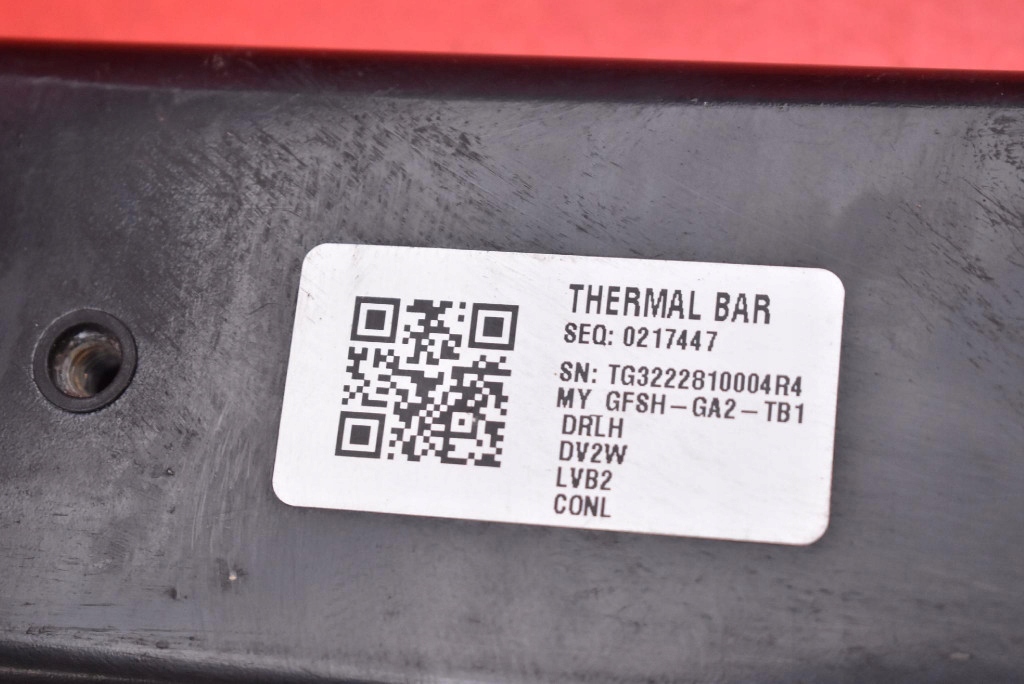 THERMAL BAR
SEQ: 0217447
SN: TG3222810004R4
MY GFSH-GA2-TB1
DRLH
DV2W
LVB2
CONL